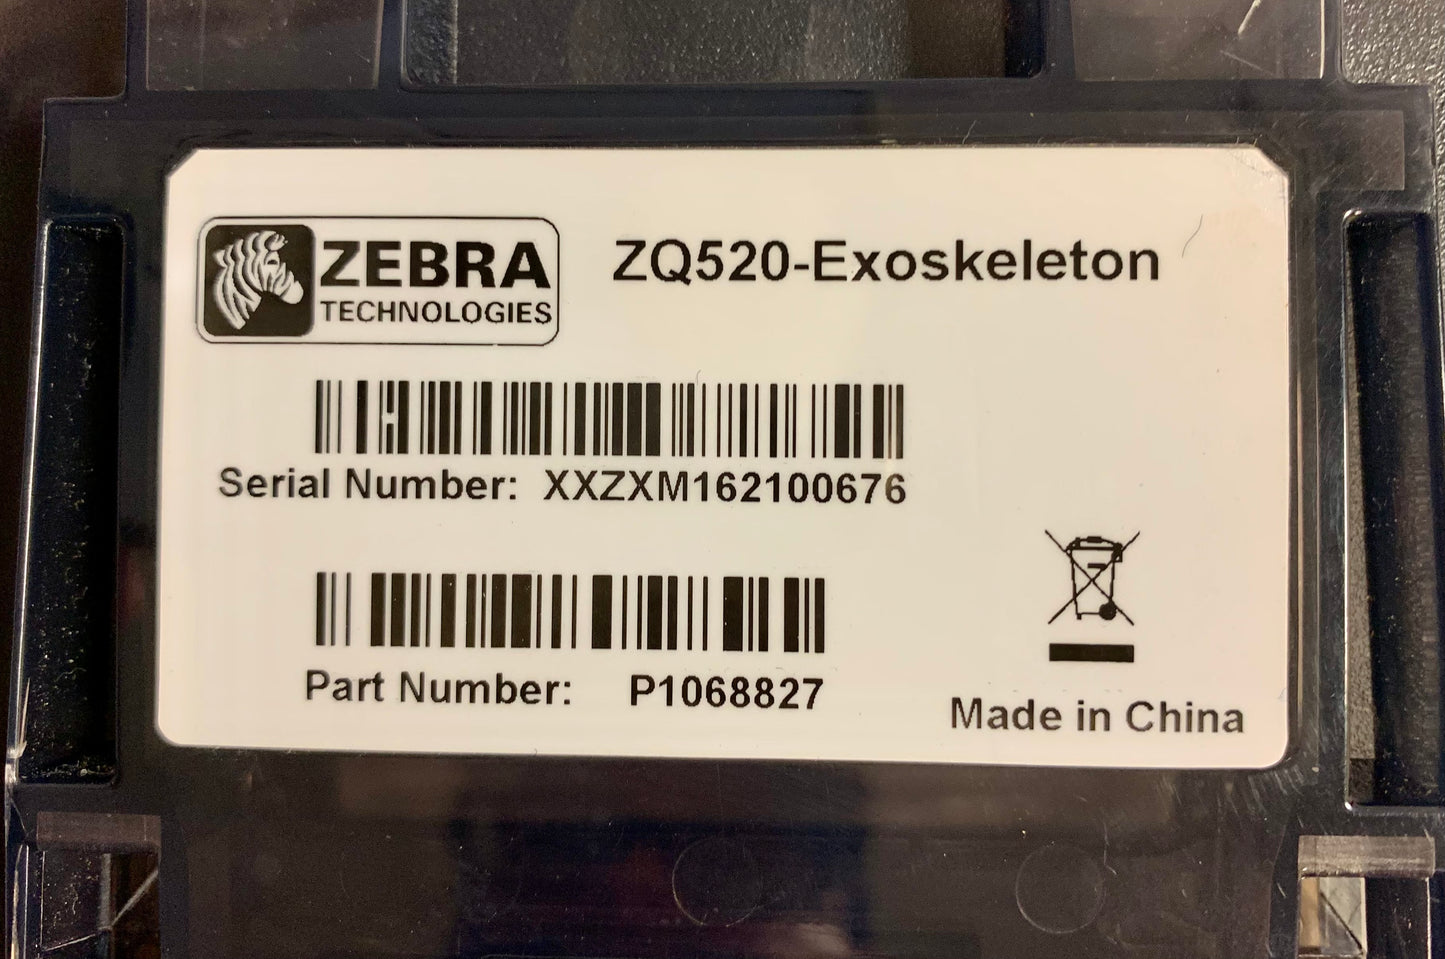 ZEBRA
TECHNOLOGIES
ZQ520-Exoskeleton
Serial Number: XXZXM162100676
Part Number: P1068827
Made in China